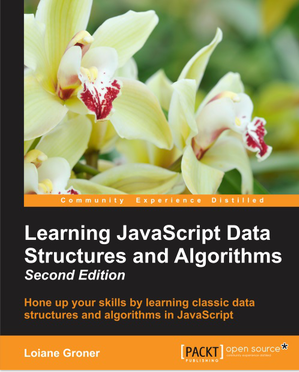 Community Experience Distilled
Learning JavaScript Data
Structures and Algorithms
Second Edition
Hone up your skills by learning classic data
structures and algorithms in JavaScript
Loiane Groner
[PACKT]
PUBLISHING
open source*